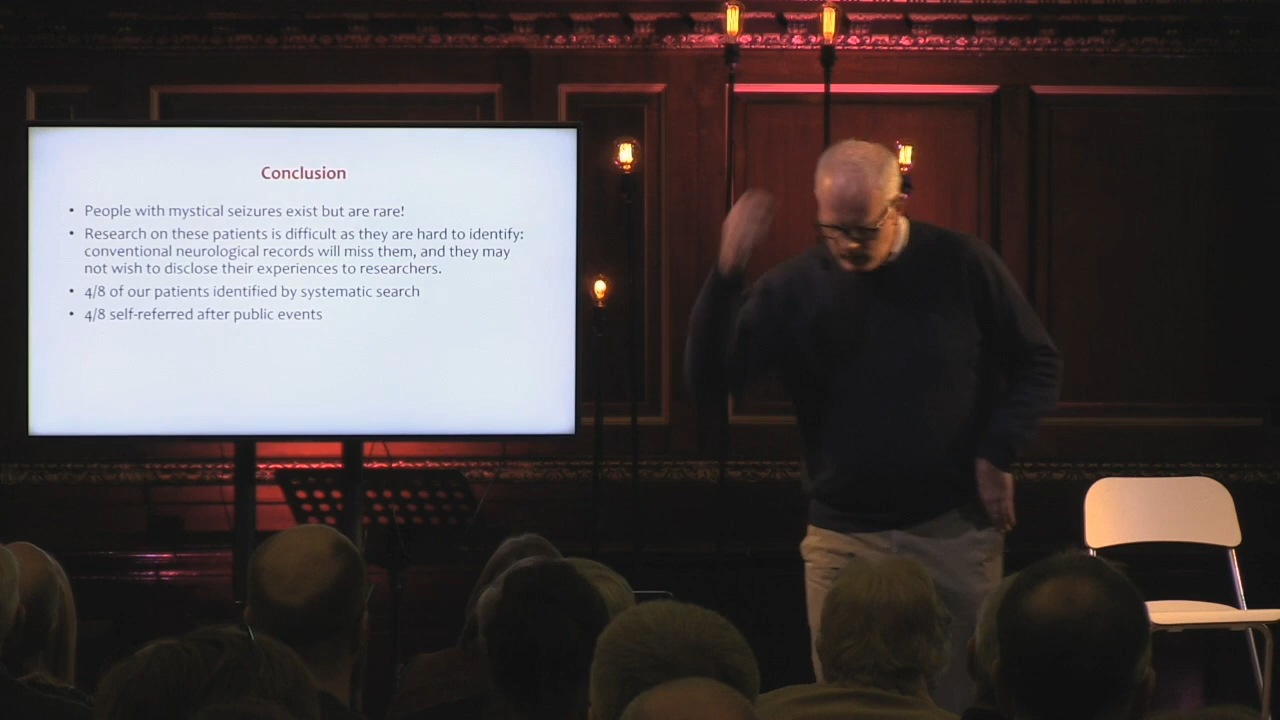 Conclusion
• People with mystical seizures exist but are rare!
• Research on these patients is difficult as they are hard to identify:
conventional neurological records will miss them, and they may
not wish to disclose their experiences to researchers.
• 4/8 of our patients identified by systematic search
• 4/8 self-referred after public events